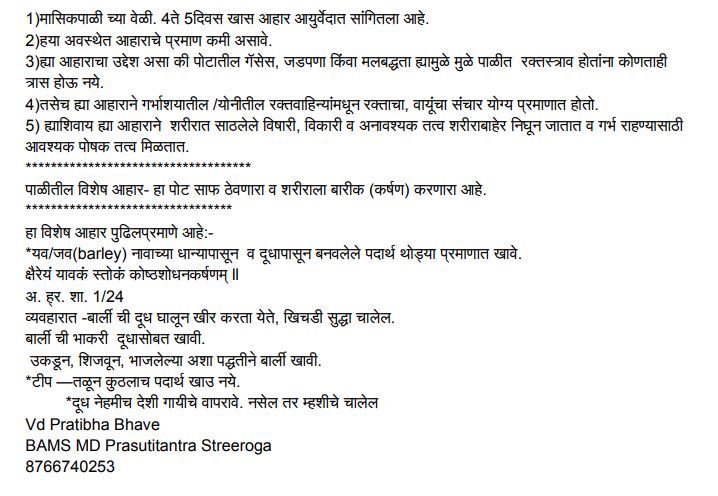 1)मासिकपाळी च्या वेळी. 4ते 5दिवस खास आहार आयुर्वेदात सांगितला आहे.
2)हया अवस्थेत आहाराचे प्रमाण कमी असावे.
3)ह्या आहाराचा उद्देश असा की पोटातील गॅसेस, जडपणा किंवा मलबद्धता ह्यामुळे मुळे पाळीत रक्तस्त्राव होतांना कोणताही
त्रास होऊ नये.
4)तसेच ह्या आहाराने गर्भाशयातील /योनीतील रक्तवाहिन्यांमधून रक्ताचा, वायूंचा संचार योग्य प्रमाणात होतो.
5) ह्याशिवाय ह्या आहाराने शरीरात साठलेले विषारी, विकारी व अनावश्यक तत्व शरीराबाहेर निघून जातात व गर्भ राहण्यासाठी
आवश्यक पोषक तत्व मिळतात.
************************************
पाळीतील विशेष आहार- हा पोट साफ ठेवणारा व शरीराला बारीक (कर्षण) करणारा आहे.
*********************************
हा विशेष आहार पुढिलप्रमाणे आहे:-
*यव/जव(barley) नावाच्या धान्यापासून व दूधापासून बनवलेले पदार्थ थोड्या प्रमाणात खावे.
क्षैरेयं यावकं स्तोकं कोष्ठशोधनकर्षणम् ll
अ. ह्र. शा. 1/24
व्यवहारात -बार्ली ची दूध घालून खीर करता येते, खिचडी सुद्धा चालेल.
बार्ली ची भाकरी दूधासोबत खावी.
उकडून, शिजवून, भाजलेल्या अशा पद्धतीने बार्ली खावी.
*टीप —तळून कुठलाच पदार्थ खाउ नये.
*दूध नेहमीच देशी गायीचे वापरावे. नसेल तर म्हशीचे चालेल
Vd Pratibha Bhave
BAMS MD Prasutitantra Streeroga
8766740253